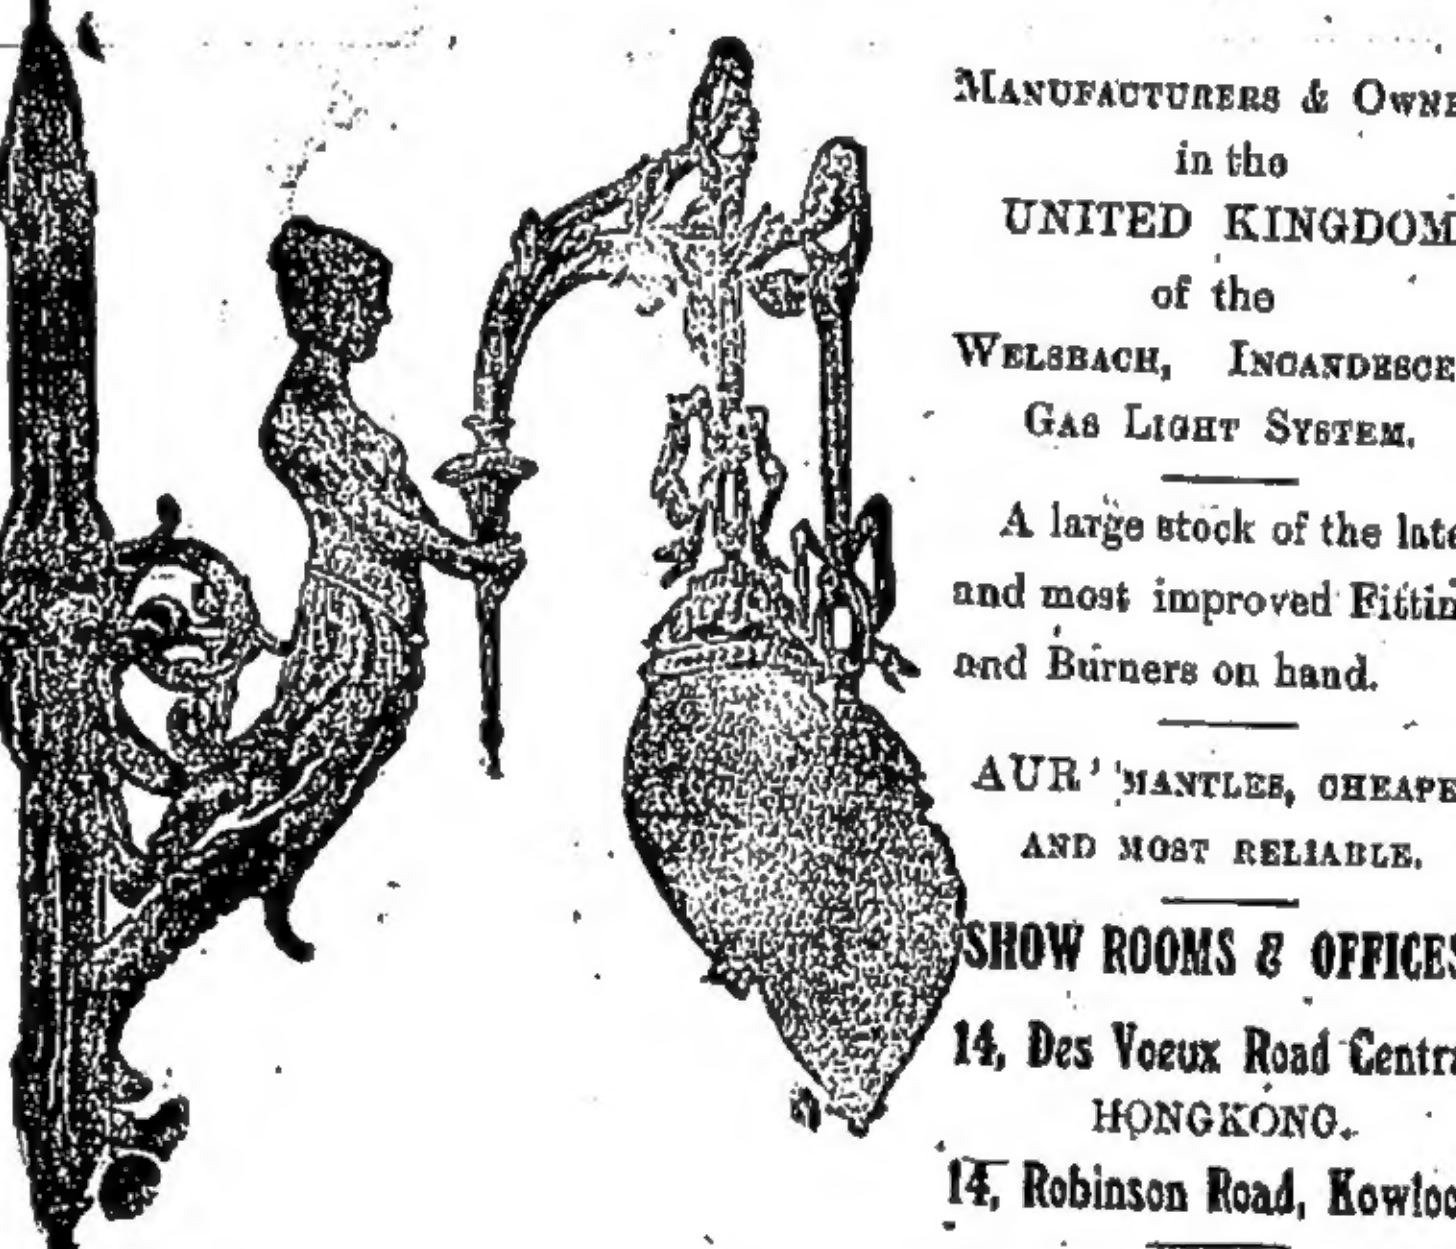 MANUFACTURERS & OWNE
in the
UNITED KINGDOM
of the
WELSBACH, INCANDESCE
GAS LIGHT SYSTEM.
A large stock of the late
and most improved Fittin
and Burners on hand.
'AUR' MANTLES, CHEAPE
AND MOST RELIABLE.
SHOW ROOMS & OFFICES
14, Des Voeux Road Centra
HONGKONG.
14, Robinson Road, Kowloo